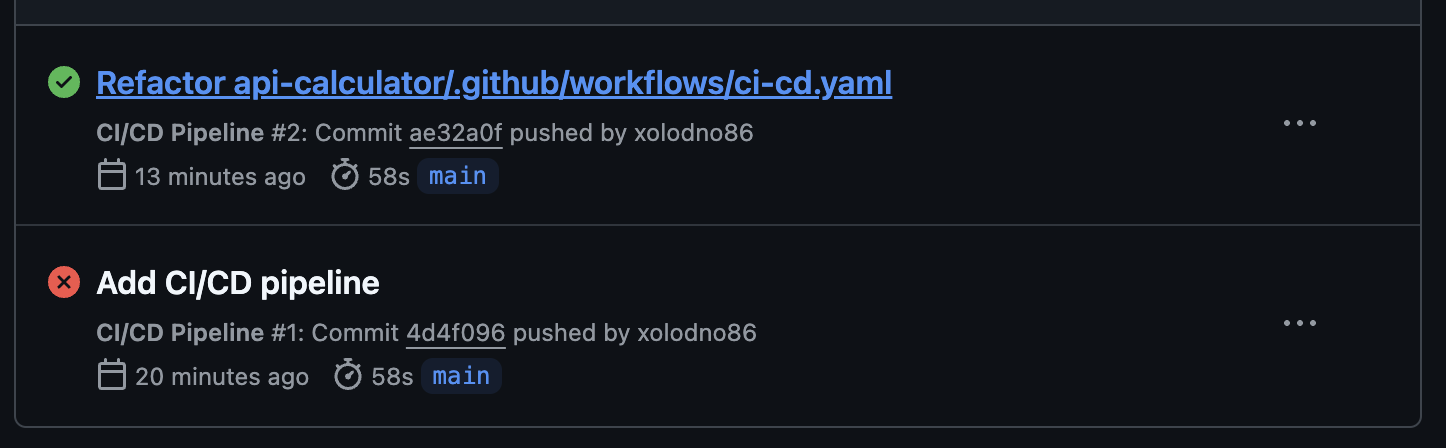 Refactor api-calculator/.github/workflows/ci-cd.yaml
CI/CD Pipeline #2: Commit ae32a0f pushed by xolodno86
13 minutes ago 58s main
Add CI/CD pipeline
CI/CD Pipeline #1: Commit 4d4f096 pushed by xolodno86
20 minutes ago 58s main